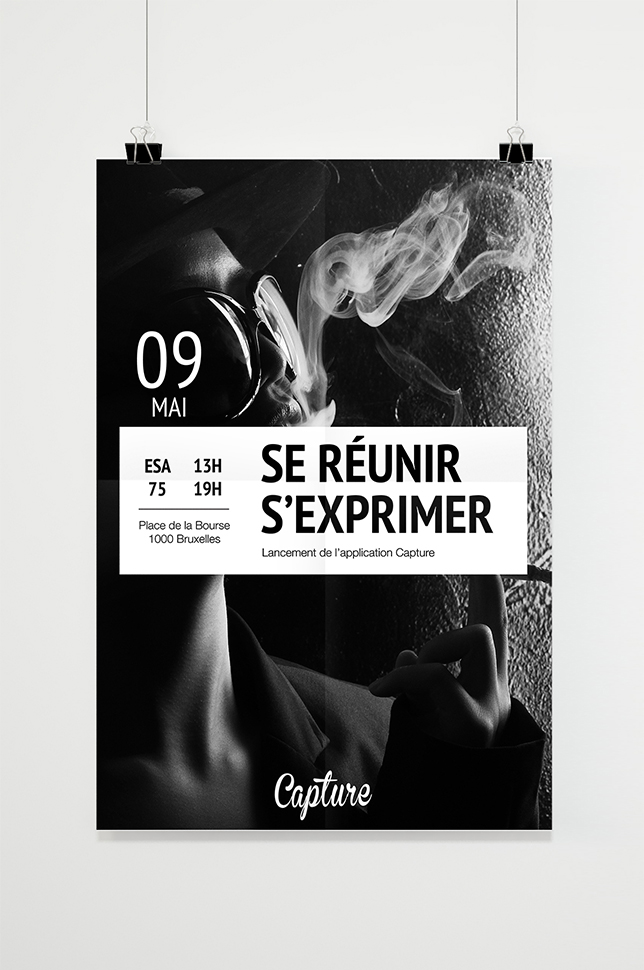 09
MAI
ESA 13H
75 19H
Place de la Bourse
1000 Bruxelles
SE RÉUNIR
S'EXPRIMER
Lancement de l'application Capture
Capture